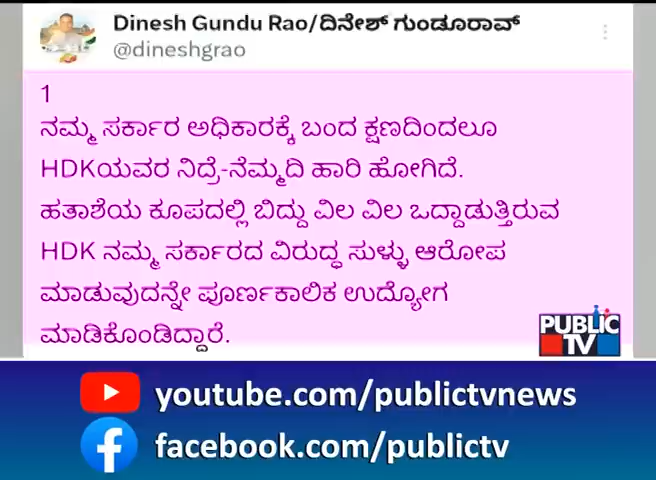 Dinesh Gundu Rao/ದಿನೇಶ್ ಗುಂಡೂರಾವ್
@dineshgrao
1
ನಮ್ಮ ಸರ್ಕಾರ ಅಧಿಕಾರಕ್ಕೆ ಬಂದ ಕ್ಷಣದಿಂದಲೂ
HDKಯವರ ನಿದ್ರೆ-ನೆಮ್ಮದಿ ಹಾರಿ ಹೋಗಿದೆ.
ಹತಾಶೆಯ ಕೂಪದಲ್ಲಿ ಬಿದ್ದು ವಿಲ ವಿಲ ಒದ್ದಾಡುತ್ತಿರುವ
HDK ನಮ್ಮ ಸರ್ಕಾರದ ವಿರುದ್ಧ ಸುಳ್ಳು ಆರೋಪ
ಮಾಡುವುದನ್ನೇ ಪೂರ್ಣಕಾಲಿಕ ಉದ್ಯೋಗ
ಮಾಡಿಕೊಂಡಿದ್ದಾರೆ.
PUBLIC
TV
youtube.com/publictvnews
facebook.com/publictv